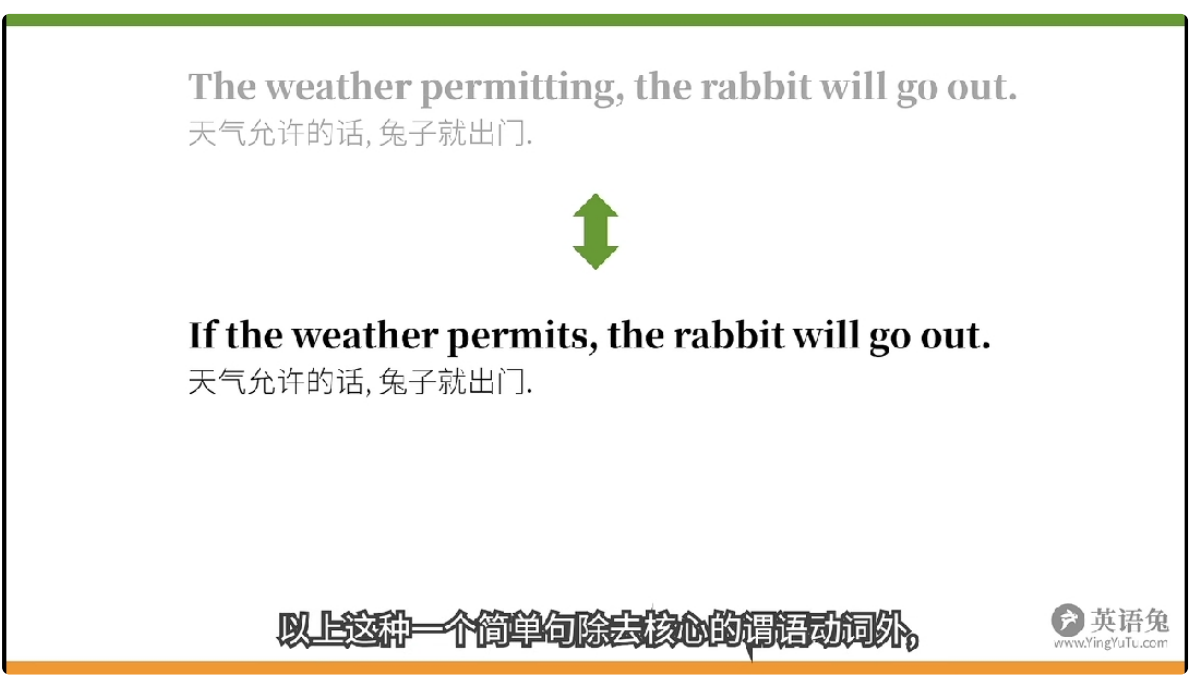 The weather permitting, the rabbit will go out.
天气允许的话, 兔子就出门.
If the weather permits, the rabbit will go out.
天气允许的话, 兔子就出门.
以上这种一个简单句除去核心的谓语动词外,
英语兔
www.YingYuTu.com